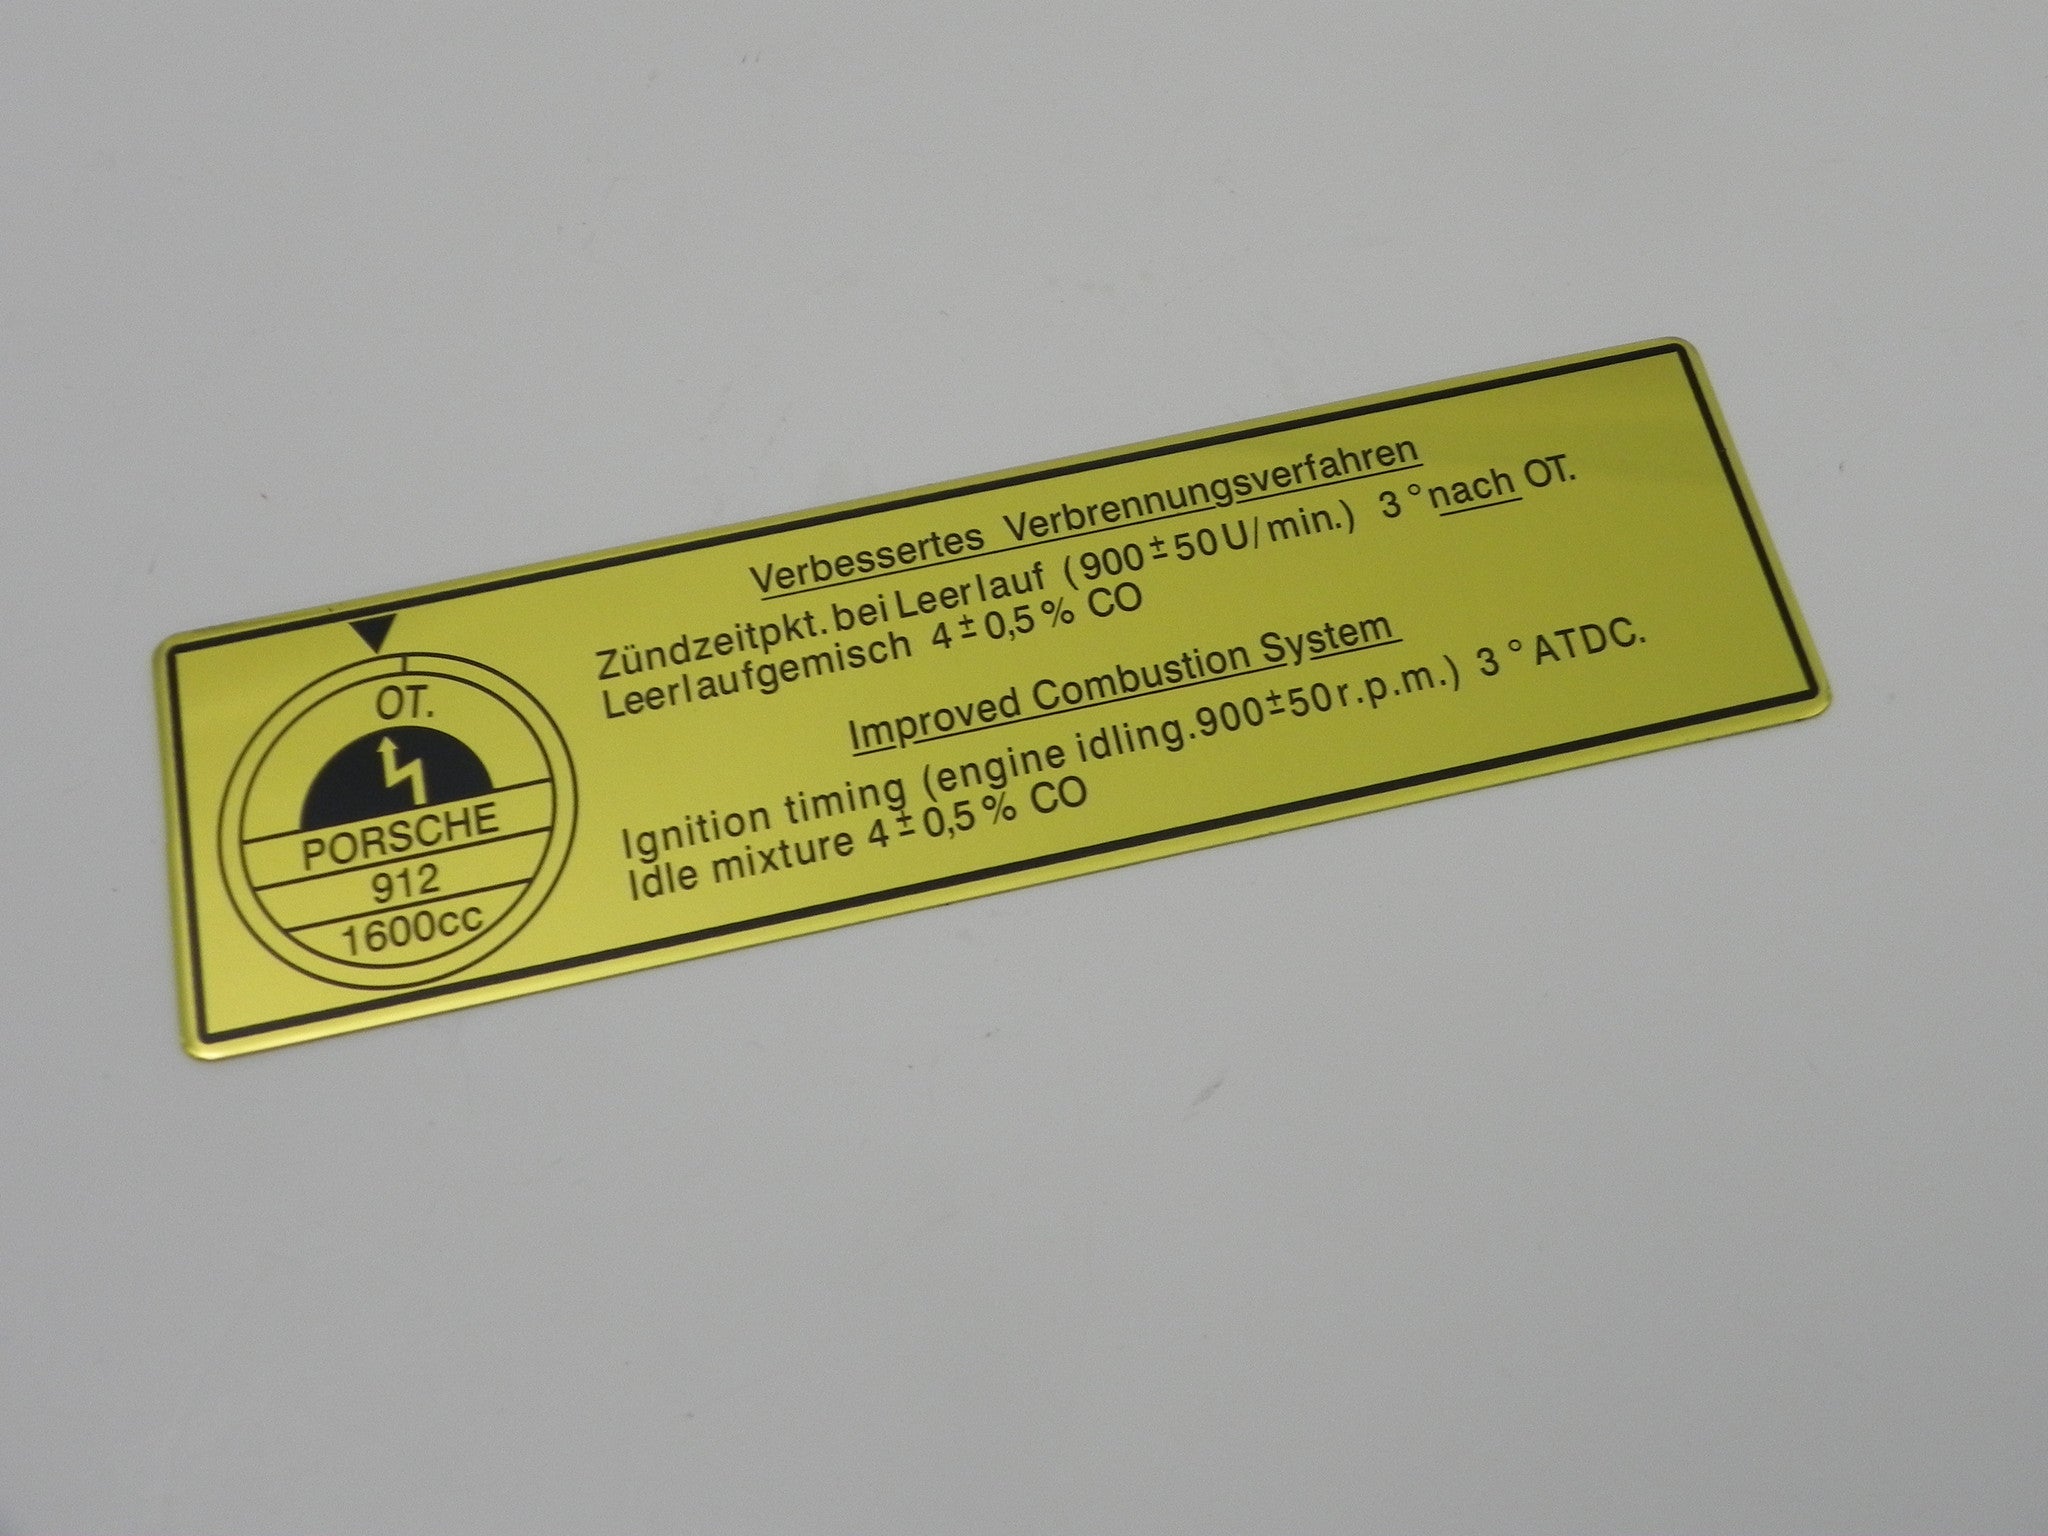 OT.
PORSCHE
912
1600cc
Verbessertes Verbrennungsverfahren
Zündzeitpkt. bei Leerlauf (900±50U/min.) 3°nach OT.
Leerlaufgemisch 4±0,5% CO
Improved Combustion System
Ignition timing (engine idling.900±50r.p.m.) 3°ATDC.
Idle mixture 4±0,5% CO